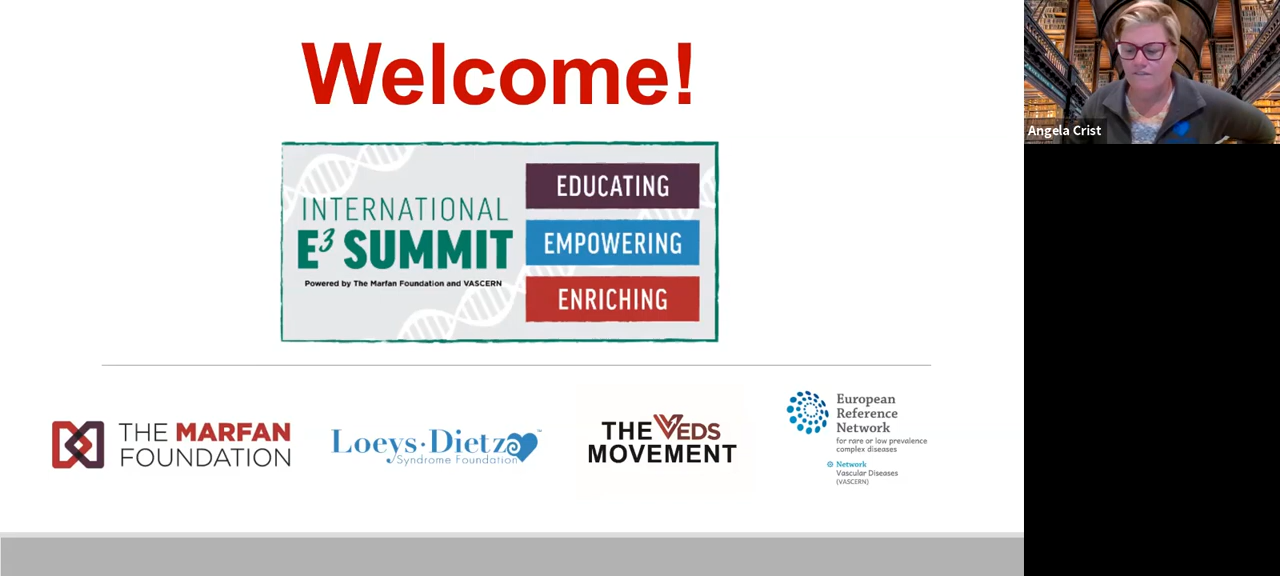 Welcome!
INTERNATIONAL
E³ SUMMIT
Powered by The Marfan Foundation and VASCERN
EDUCATING
EMPOWERING
ENRICHING
THE MARFAN
FOUNDATION
Loeys·Dietz™
Syndrome Foundation
THE VEDS
MOVEMENT
European
Reference
Network
for rare or low prevalence
complex diseases
Network
Vascular Diseases
(VASCERN)
Angela Crist